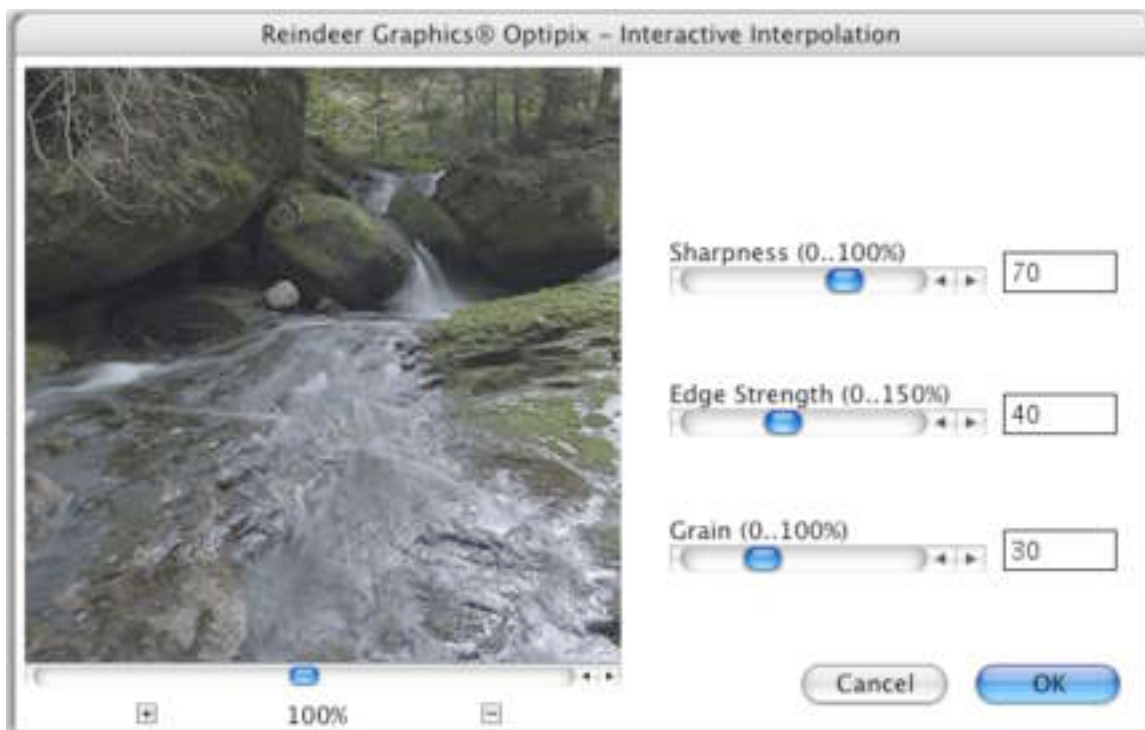 Reindeer Graphics® Optipix – Interactive Interpolation
Sharpness (0..100%)
70
Edge Strength (0..150%)
40
Grain (0..100%)
30
100%
Cancel
OK